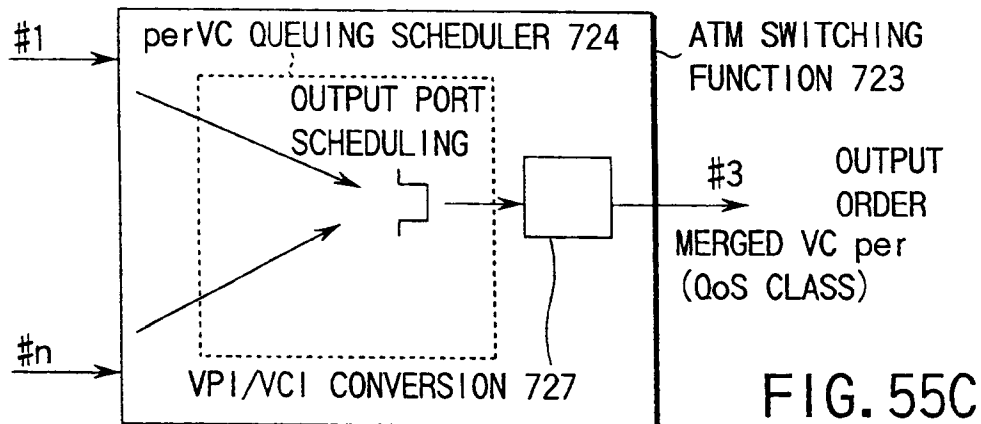 #1
perVC QUEUING SCHEDULER 724
ATM SWITCHING
FUNCTION 723
OUTPUT PORT
SCHEDULING
#3
OUTPUT
ORDER
MERGED VC per
(QoS CLASS)
#n
VPI/VCI CONVERSION 727
FIG. 55C